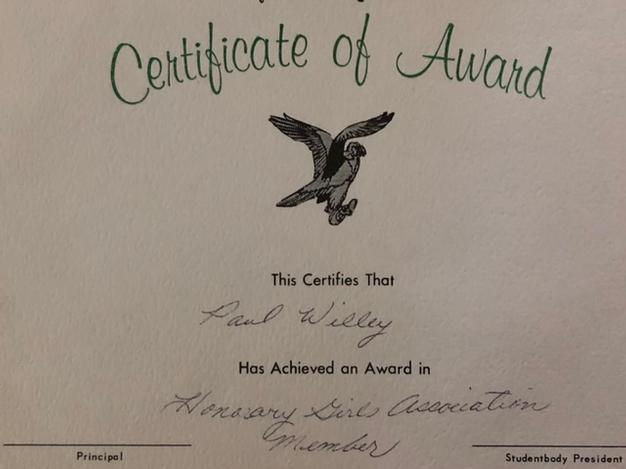 Certificate of Award
This Certifies That
Paul Willey
Has Achieved an Award in
Honorary Girls Association
Member
Principal
Studentbody President